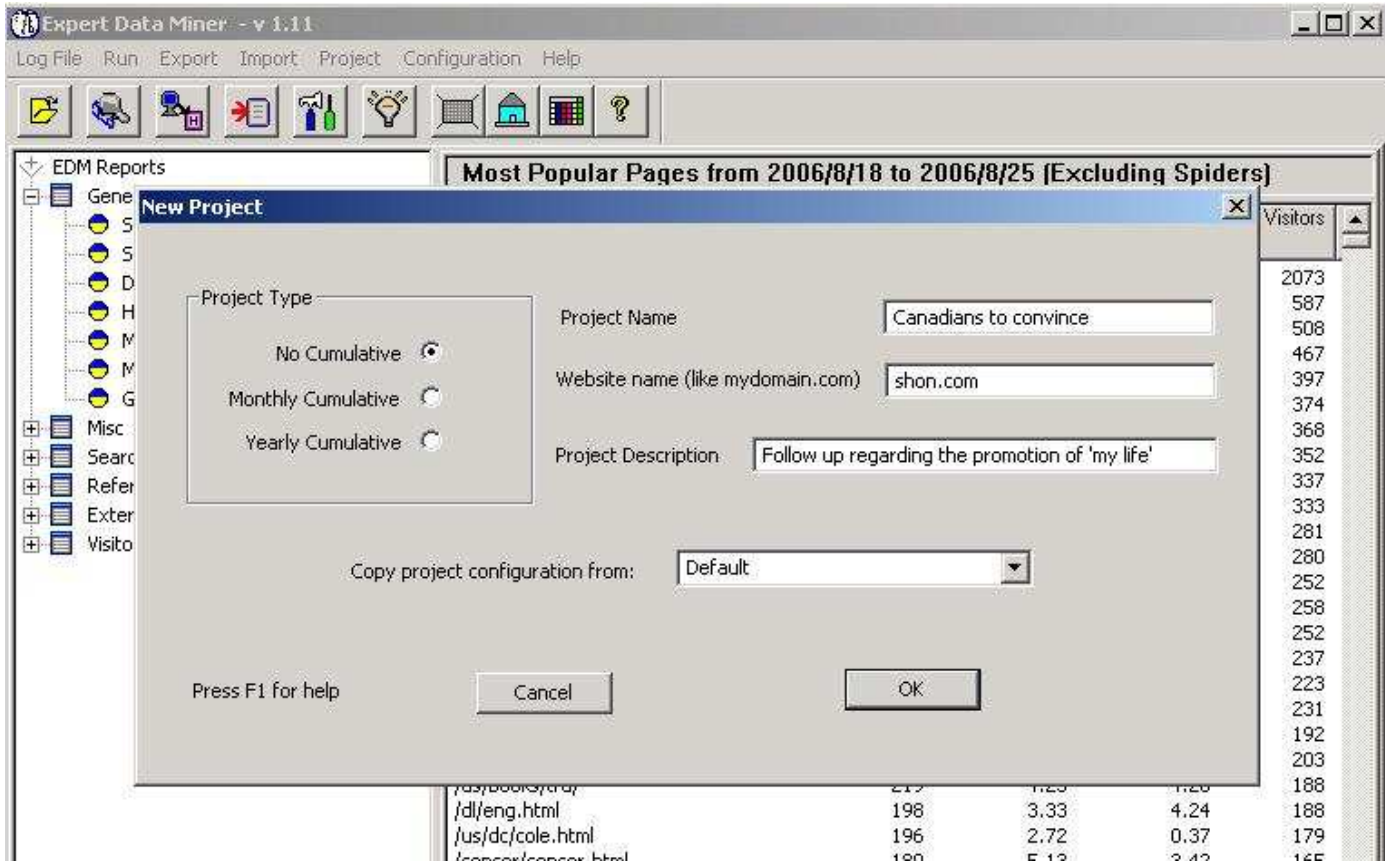 Expert Data Miner - v 1.11
Log File Run Export Import Project Configuration Help
EDM Reports
Most Popular Pages from 2006/8/18 to 2006/8/25 (Excluding Spiders)
Gene
New Project
Visitors
S
S
D
H
M
M
G
Misc
Searc
Refer
Exter
Visito
Project Type
No Cumulative
Monthly Cumulative
Yearly Cumulative
Project Name Canadians to convince
Website name (like mydomain.com) shon.com
Project Description Follow up regarding the promotion of 'my life'
Copy project configuration from: Default
Press F1 for help
Cancel
OK
2073
587
508
467
397
374
368
352
337
333
281
280
252
258
252
237
223
231
192
203
188
/dl/eng.html 198 3.33 4.24 188
/us/dc/cole.html 196 2.72 0.37 179